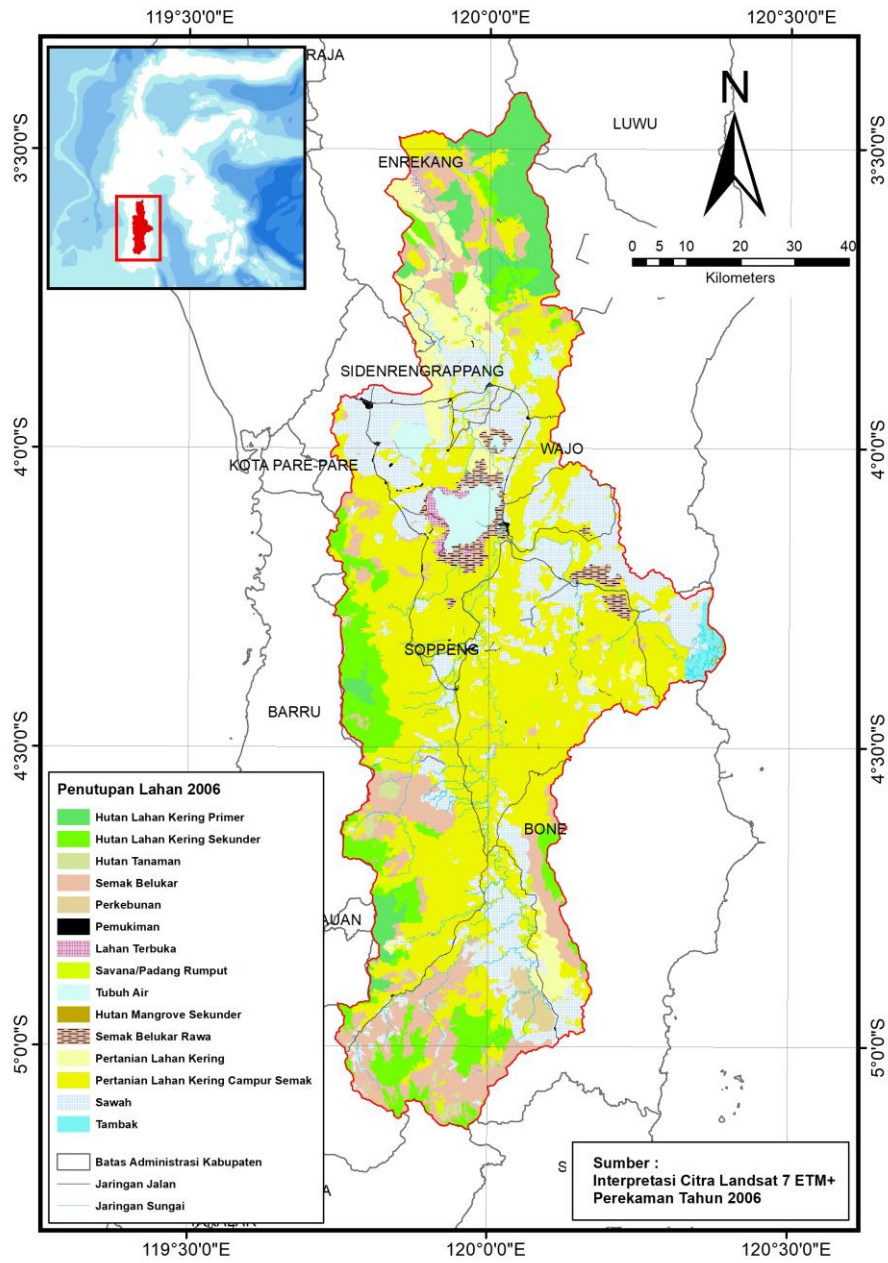 119°30'0"E
120°0'0"E
120°30'0"E
RAJA
N
LUWU
3°30'0"S
3°30'0"S
ENREKANG
0 5 10 20 30 40
Kilometers
SIDENRENGRAPPANG
4°0'0"S
WAJO
4°0'0"S
KOTA PARE-PARE
SOPPENG
BARRU
4°30'0"S
4°30'0"S
Penutupan Lahan 2006
Hutan Lahan Kering Primer
Hutan Lahan Kering Sekunder
Hutan Tanaman
Semak Belukar
Perkebunan
Pemukiman
Lahan Terbuka
Savana/Padang Rumput
Tubuh Air
Hutan Mangrove Sekunder
Semak Belukar Rawa
Pertanian Lahan Kering
Pertanian Lahan Kering Campur Semak
Sawah
Tambak
Batas Administrasi Kabupaten
Jaringan Jalan
Jaringan Sungai
BONE
AUAN
5°0'0"S
5°0'0"S
S
A
Sumber :
Interpretasi Citra Landsat 7 ETM+
Perekaman Tahun 2006
119°30'0"E
120°0'0"E
120°30'0"E